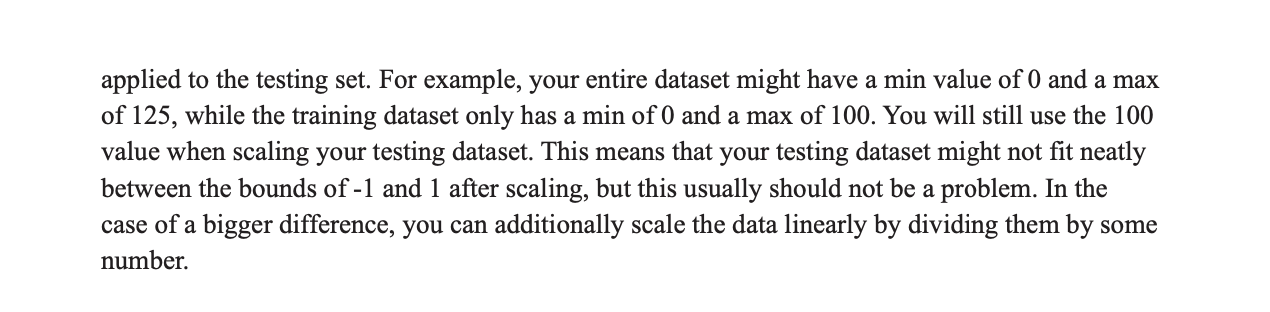 applied to the testing set. For example, your entire dataset might have a min value of 0 and a max
of 125, while the training dataset only has a min of 0 and a max of 100. You will still use the 100
value when scaling your testing dataset. This means that your testing dataset might not fit neatly
between the bounds of -1 and 1 after scaling, but this usually should not be a problem. In the
case of a bigger difference, you can additionally scale the data linearly by dividing them by some
number.